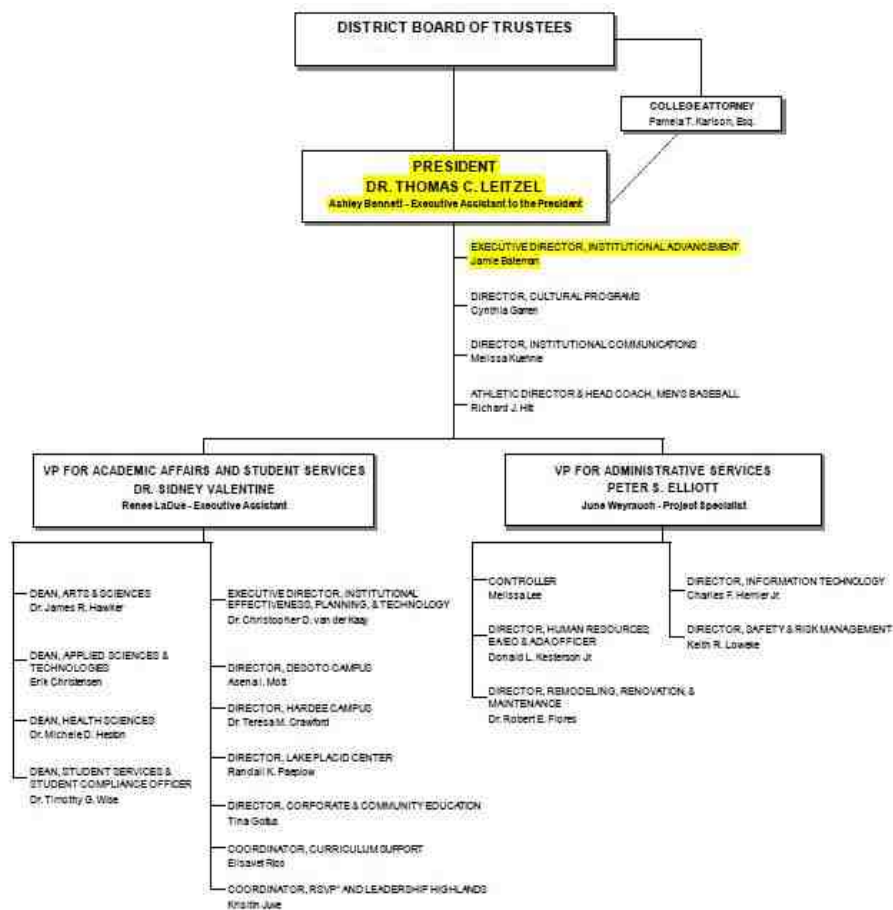 DISTRICT BOARD OF TRUSTEES
COLLEGE ATTORNEY
Pamela T. Karlson, Esq.
PRESIDENT
DR. THOMAS C. LEITZEL
Ashley Bennett - Executive Assistant to the President
EXECUTIVE DIRECTOR, INSTITUTIONAL ADVANCEMENT
Jamie Bateman
DIRECTOR, CULTURAL PROGRAMS
Cynthia Garren
DIRECTOR, INSTITUTIONAL COMMUNICATIONS
Melissa Kuehnle
ATHLETIC DIRECTOR & HEAD COACH, MEN'S BASEBALL
Richard J. Hitt
VP FOR ACADEMIC AFFAIRS AND STUDENT SERVICES
DR. SIDNEY VALENTINE
Renee LaDue - Executive Assistant
DEAN, ARTS & SCIENCES
Dr. James R. Hawker
DEAN, APPLIED SCIENCES &
TECHNOLOGIES
Erik Christensen
DEAN, HEALTH SCIENCES
Dr. Michele D. Heston
DEAN, STUDENT SERVICES &
STUDENT COMPLIANCE OFFICER
Dr. Timothy G. Wise
EXECUTIVE DIRECTOR, INSTITUTIONAL
EFFECTIVENESS, PLANNING, & TECHNOLOGY
Dr. Christopher D. van der Kaay
DIRECTOR, DESOTO CAMPUS
Asena I. Mott
DIRECTOR, HARDEE CAMPUS
Dr. Teresa M. Crawford
DIRECTOR, LAKE PLACID CENTER
Randall K. Paeplow
DIRECTOR, CORPORATE & COMMUNITY EDUCATION
Tina
COORDINATOR, CURRICULUM SUPPORT
Elisavet Rios
COORDINATOR, RSVP* AND LEADERSHIP HIGHLANDS
Kristin
VP FOR ADMINISTRATIVE SERVICES
PETER S. ELLIOTT
June Weyrauch - Project Specialist
CONTROLLER
Melissa Lee
DIRECTOR, HUMAN RESOURCES
EA/EO & ADA OFFICER
Donald L. Kesterson Jr
DIRECTOR, REMODELING, RENOVATION, &
MAINTENANCE
Dr. Robert E. Flores
DIRECTOR, INFORMATION TECHNOLOGY
Charles F. Jr.
DIRECTOR, SAFETY & RISK MANAGEMENT
Keith R. Loweke